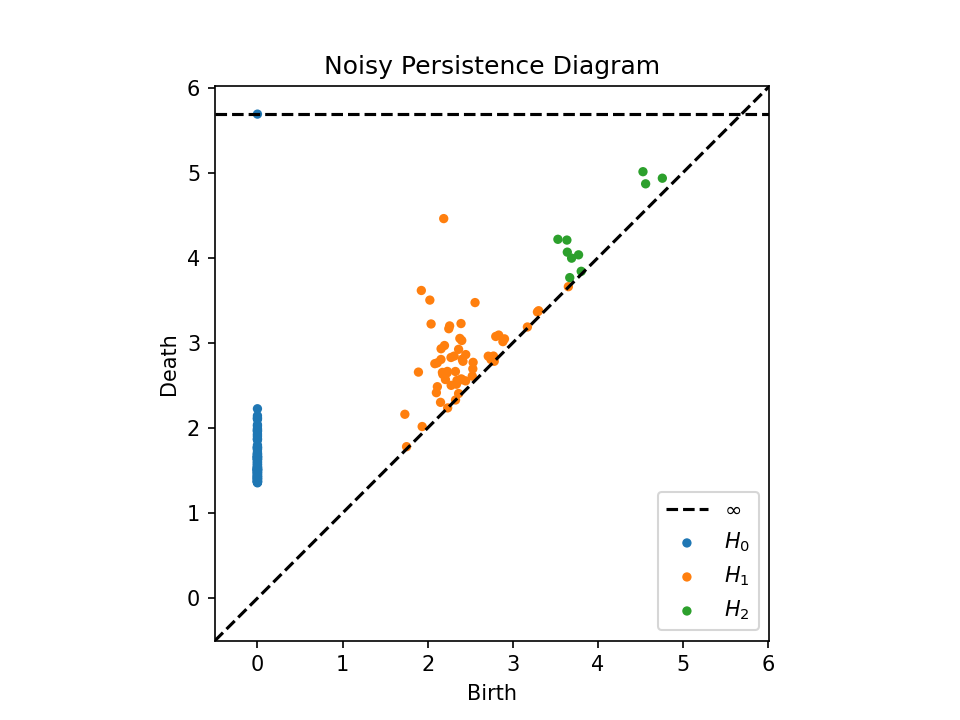 Noisy Persistence Diagram
6
5
4
3
2
1
0
Death
∞
H₀
H₁
H₂
0 1 2 3 4 5 6
Birth